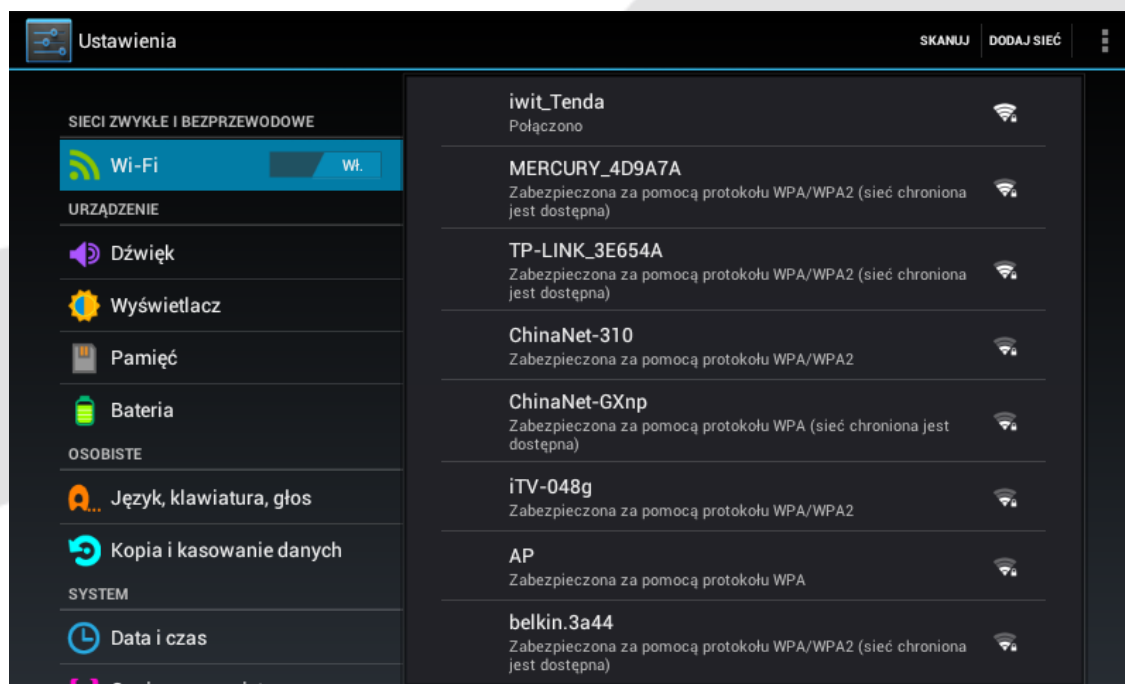 Ustawienia
SKANUJ
DODAJ SIEĆ
SIECI ZWYKŁE I BEZPRZEWODOWE
Wi-Fi
Wł.
URZĄDZENIE
Dźwięk
Wyświetlacz
Pamięć
Bateria
OSOBISTE
Język, klawiatura, głos
Kopia i kasowanie danych
SYSTEM
Data i czas
iwit_Tenda
Połączono
MERCURY_4D9A7A
Zabezpieczona za pomocą protokołu WPA/WPA2 (sieć chroniona
jest dostępna)
TP-LINK_3E654A
Zabezpieczona za pomocą protokołu WPA/WPA2 (sieć chroniona
jest dostępna)
ChinaNet-310
Zabezpieczona za pomocą protokołu WPA/WPA2
ChinaNet-GXnp
Zabezpieczona za pomocą protokołu WPA (sieć chroniona jest
dostępna)
iTV-048g
Zabezpieczona za pomocą protokołu WPA/WPA2
AP
Zabezpieczona za pomocą protokołu WPA
belkin.3a44
Zabezpieczona za pomocą protokołu WPA/WPA2 (sieć chroniona
jest dostępna)